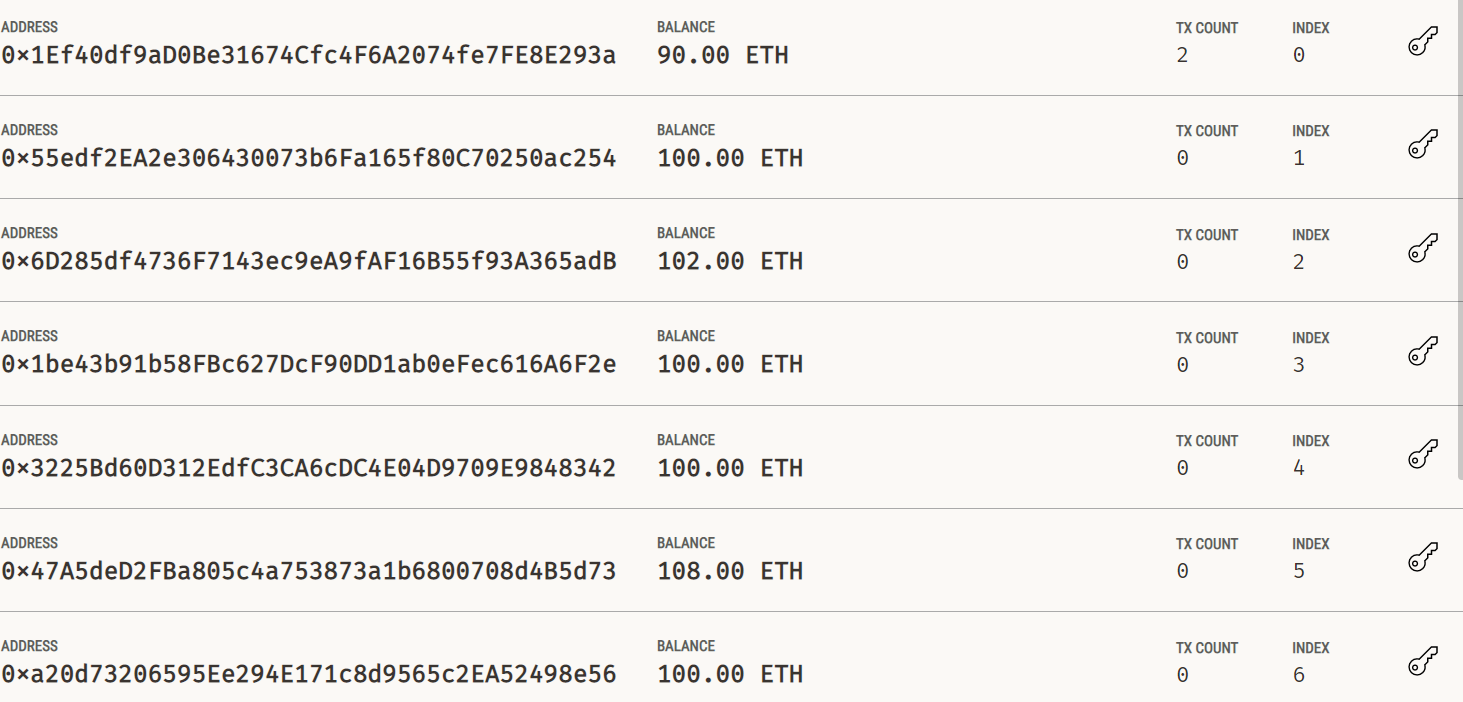 ADDRESS BALANCE TX COUNT INDEX
0×1Ef40df9aD0Be31674Cfc4F6A2074fe7FE8E293a 90.00 ETH 2 0
ADDRESS BALANCE TX COUNT INDEX
0×55edf2EA2e306430073b6Fa165f80C70250ac254 100.00 ETH 0 1
ADDRESS BALANCE TX COUNT INDEX
0×6D285df4736F7143ec9eA9fAF16B55f93A365adB 102.00 ETH 0 2
ADDRESS BALANCE TX COUNT INDEX
0×1be43b91b58FBc627DcF90DD1ab0eFec616A6F2e 100.00 ETH 0 3
ADDRESS BALANCE TX COUNT INDEX
0×3225Bd60D312EdfC3CA6cDC4E04D9709E9848342 100.00 ETH 0 4
ADDRESS BALANCE TX COUNT INDEX
0×47A5deD2FBa805c4a753873a1b6800708d4B5d73 108.00 ETH 0 5
ADDRESS BALANCE TX COUNT INDEX
0×a20d73206595Ee294E171c8d9565c2EA52498e56 100.00 ETH 0 6